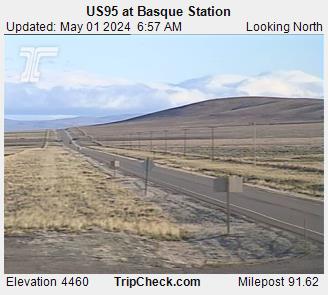 US95 at Basque Station
Updated: May 01 2024 6:57 AM Looking North
Elevation 4460 TripCheck.com Milepost 91.62